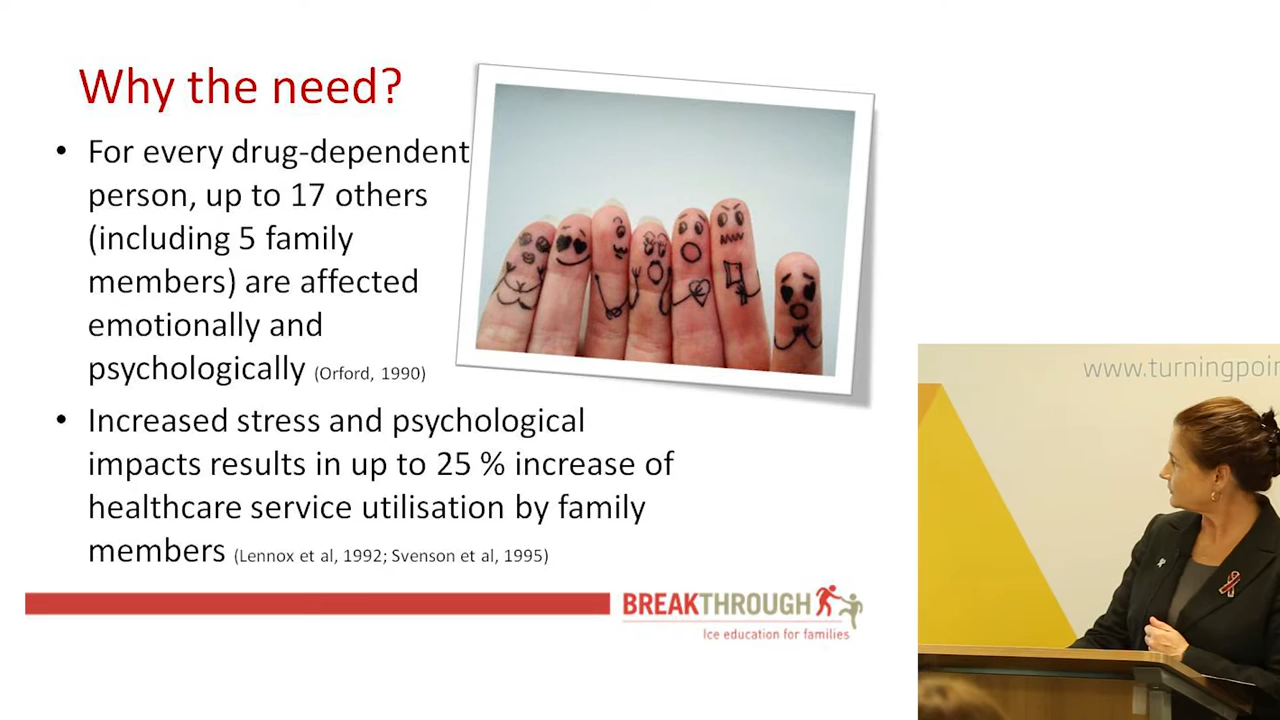 Why the need?
• For every drug-dependent
person, up to 17 others
(including 5 family
members) are affected
emotionally and
psychologically (Orford, 1990)
• Increased stress and psychological
impacts results in up to 25 % increase of
healthcare service utilisation by family
members (Lennox et al, 1992; Svenson et al, 1995)
BREAKTHROUGH
Ice education for families
www.turningpoin